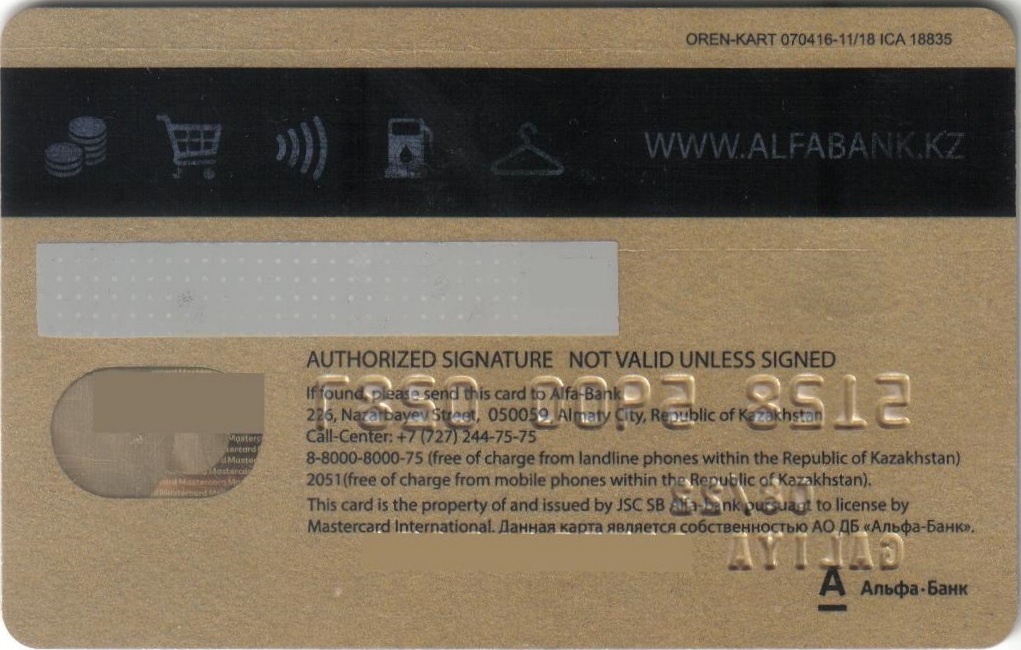 OREN-KART 070416-11/18 ICA 18835
WWW.ALFABANK.KZ
AUTHORIZED SIGNATURE NOT VALID UNLESS SIGNED
If found, please send this card to Alfa-Bank
226, Nazarbayev Street, 050059, Almaty City, Republic of Kazakhstan
Call-Center: +7 (727) 244-75-75
8-8000-8000-75 (free of charge from landline phones within the Republic of Kazakhstan)
2051(free of charge from mobile phones within the Republic of Kazakhstan).
This card is the property of and issued by JSC SB Alfa-Bank pursuant to license by
Mastercard International. Данная карта является собственностью АО ДБ «Альфа-Банк».
GALIYA
А Альфа·Банк